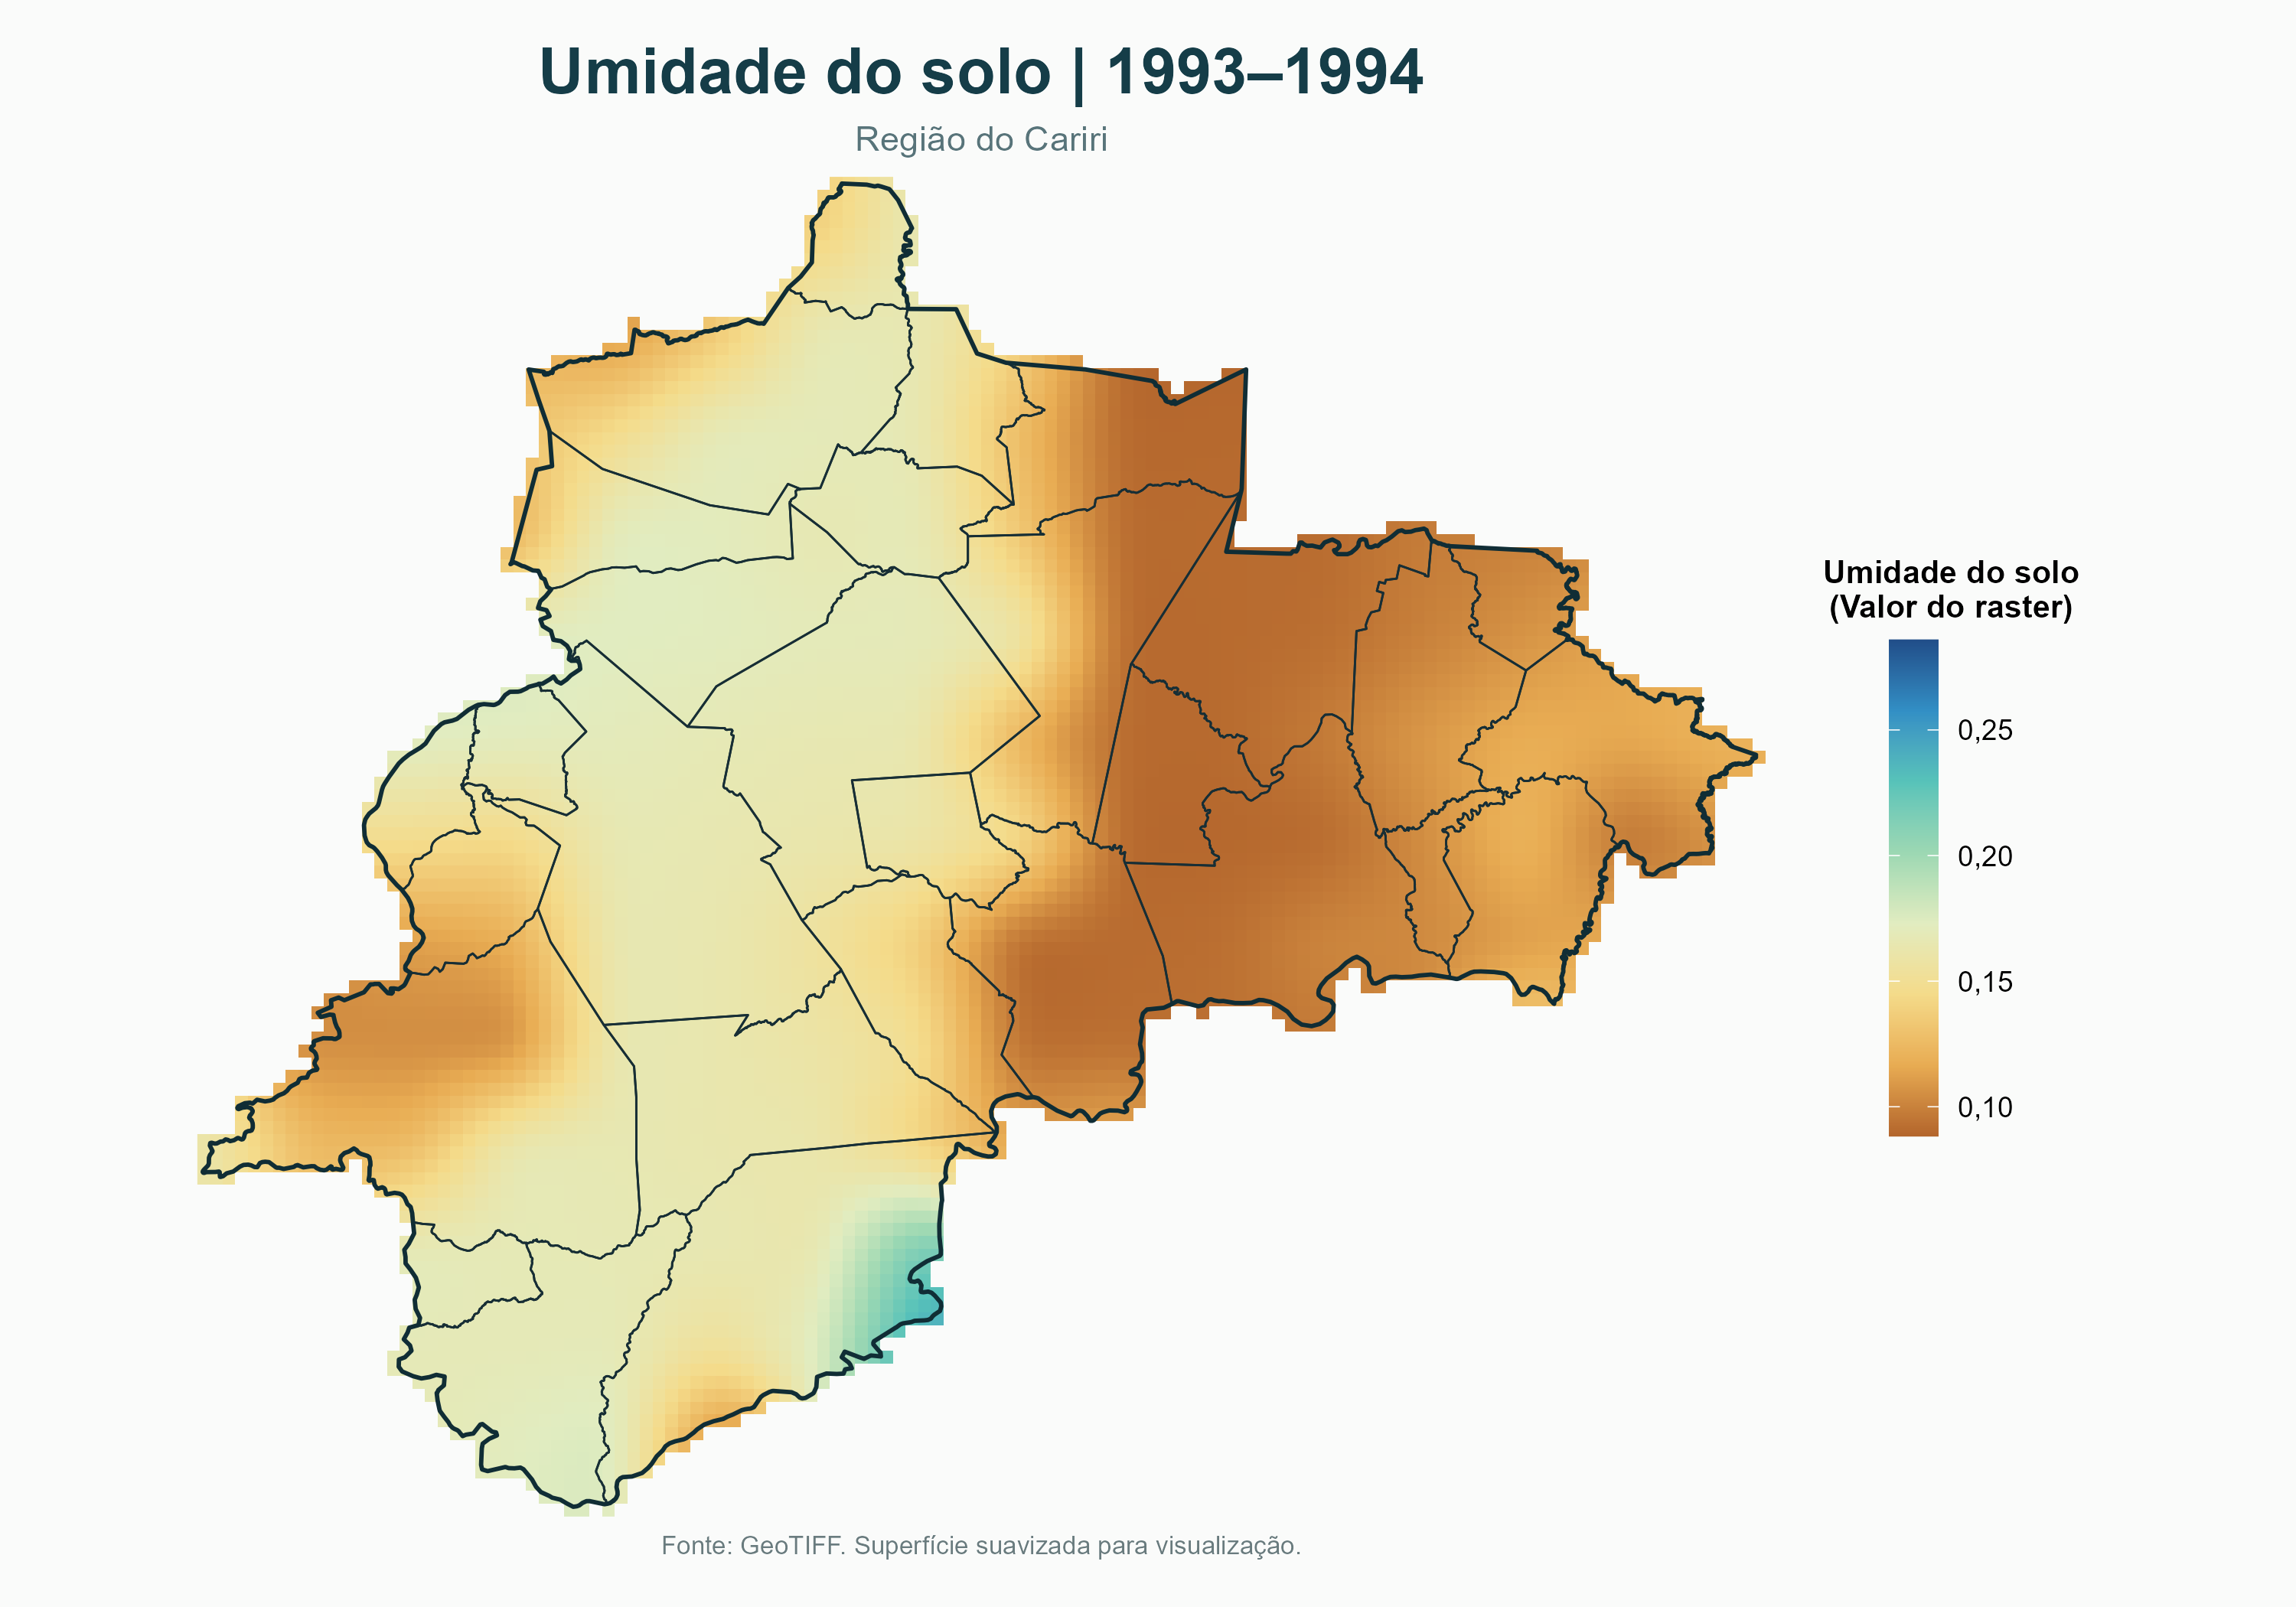 Umidade do solo | 1993–1994
Região do Cariri
Umidade do solo
(Valor do raster)
0,25
0,20
0,15
0,10
Fonte: GeoTIFF. Superfície suavizada para visualização.